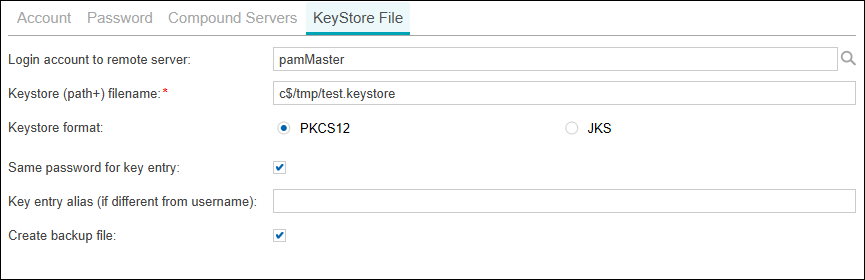 Account Password Compound Servers KeyStore File
Login account to remote server: pamMaster
Keystore (path+) filename:* c$/tmp/test.keystore
Keystore format: PKCS12 JKS
Same password for key entry:
Key entry alias (if different from username):
Create backup file: